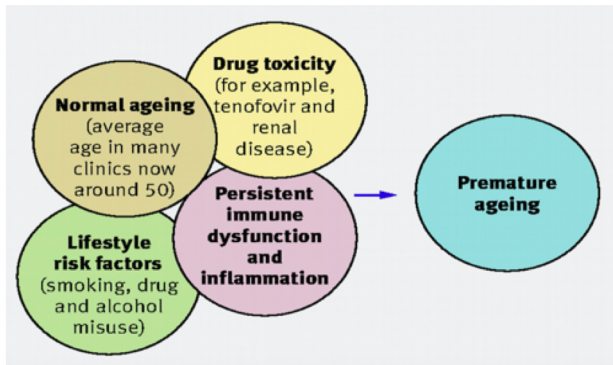 Drug toxicity
(for example,
tenofovir and
renal
disease)
Normal ageing
(average
age in many
clinics now
around 50)
Persistent
immune
dysfunction
and
inflammation
Lifestyle
risk factors
(smoking, drug
and alcohol
misuse)
Premature
ageing